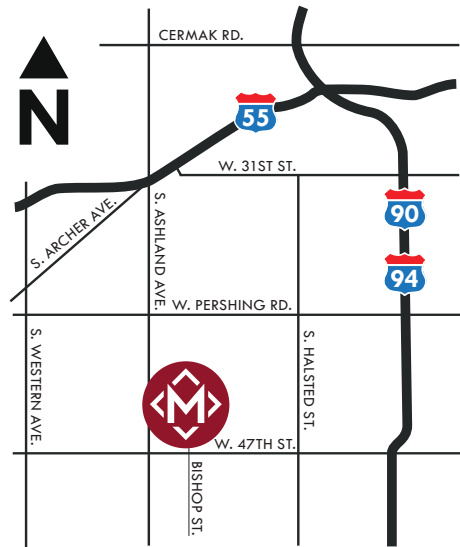 CERMAK RD.
N
55
W. 31ST ST.
90
S. ARCHER AVE.
S. ASHLAND AVE.
94
W. PERSHING RD.
S. WESTERN AVE.
S. HALSTED ST.
M
W. 47TH ST.
BISHOP ST.